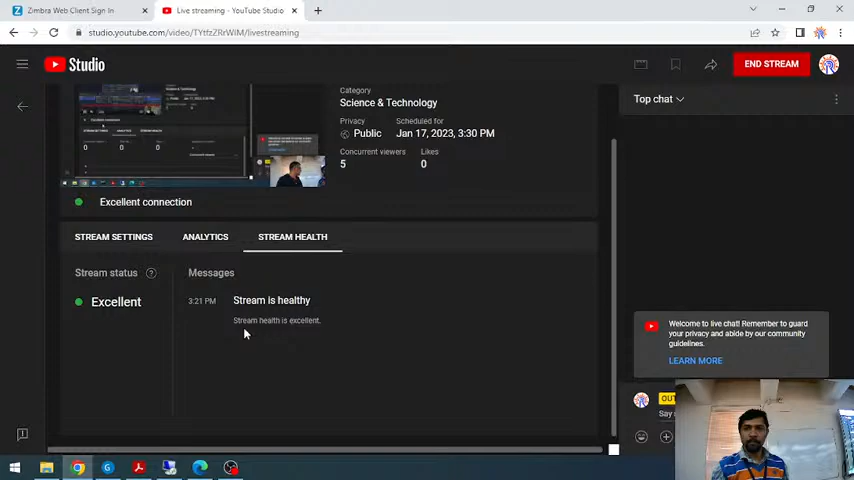 Zimbra Web Client Sign In
Live streaming - YouTube Studio
studio.youtube.com/video/TYtfzZRrWiM/livestreaming
Studio
END STREAM
Category
Science & Technology
Top chat
Privacy
Public
Scheduled for
Jan 17, 2023, 3:30 PM
Concurrent viewers
5
Likes
0
Excellent connection
STREAM SETTINGS
ANALYTICS
STREAM HEALTH
Stream status
Excellent
Messages
3:21 PM
Stream is healthy
Stream health is excellent.
Welcome to live chat! Remember to guard
your privacy and abide by our community
guidelines.
LEARN MORE